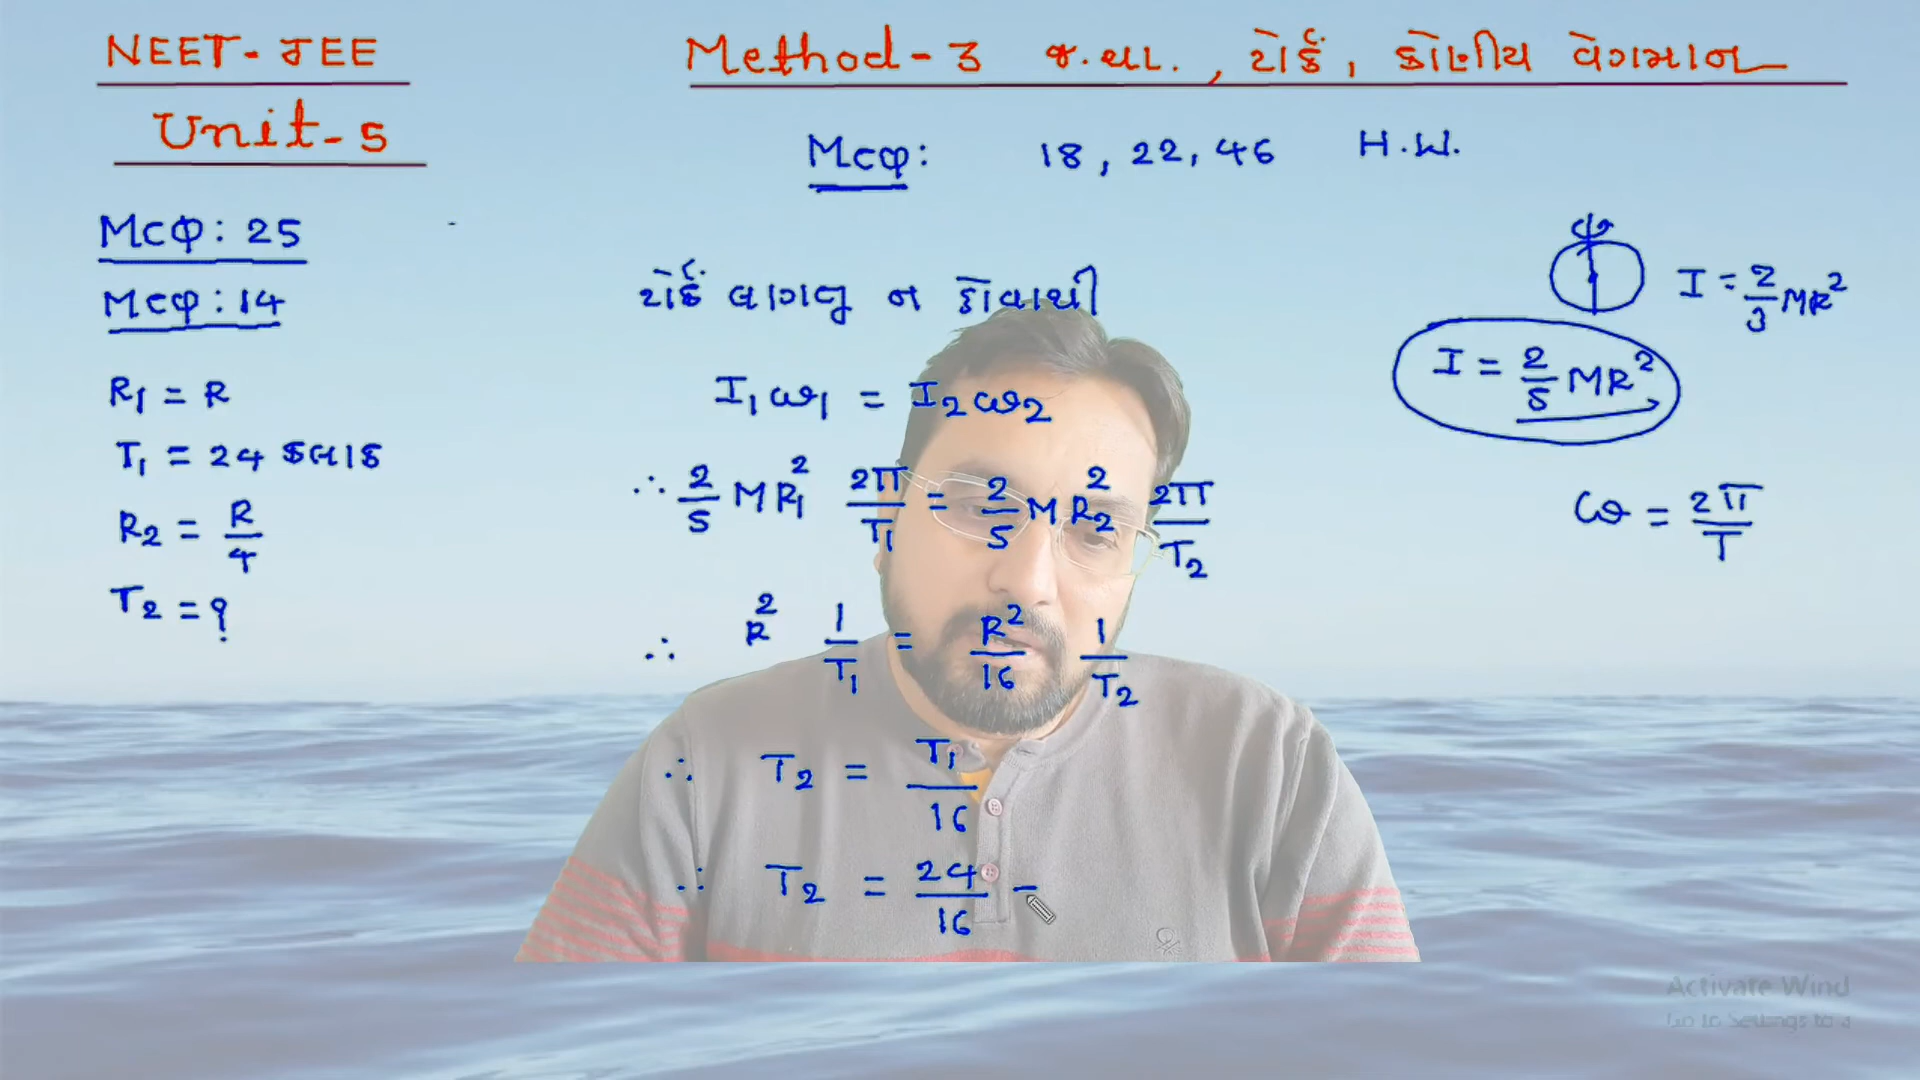 NEET - JEE
Unit - 5
Method - 3 જ.ચા., ટોર્ક, કોણીય વેગમાન
MCQ: 18, 22, 46 H.W.
MCQ: 25
MCQ: 14
R₁ = R
T₁ = 24 કલાક
R₂ = R/4
T₂ = ?
ટોર્ક લાગતું ન હોવાથી
I₁ω₁ = I₂ω₂
∴ 2/5 MR₁² 2π/T₁ = 2/5 MR₂² 2π/T₂
∴ R² 1/T₁ = R²/16 1/T₂
∴ T₂ = T₁/16
∴ T₂ = 24/16 -
I = 2/3 MR²
I = 2/5 MR²
ω = 2π/T
Activate Wind
Go to Settings to a